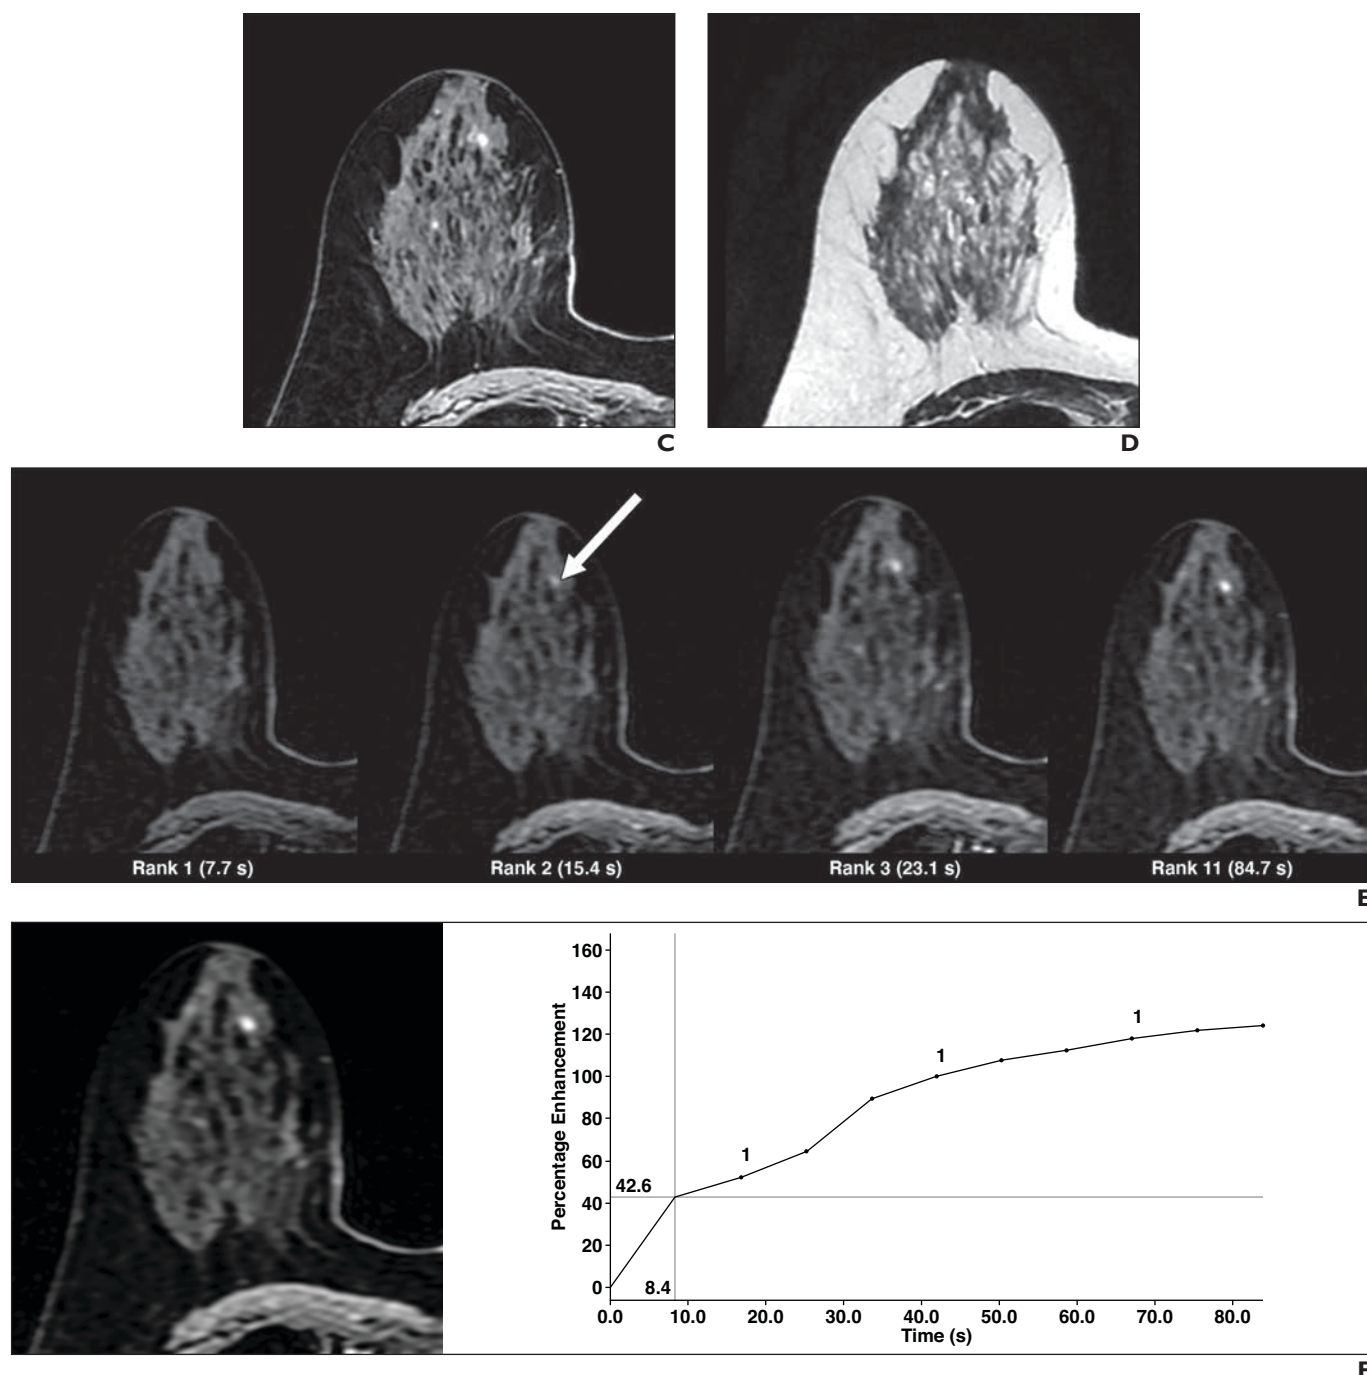 C
D
Rank 1 (7.7 s)
Rank 2 (15.4 s)
Rank 3 (23.1 s)
Rank 11 (84.7 s)
160
140
120
100
80
60
40
20
0
Percentage Enhancement
42.6
8.4
1
1
1
0.0 10.0 20.0 30.0 40.0 50.0 60.0 70.0 80.0
Time (s)